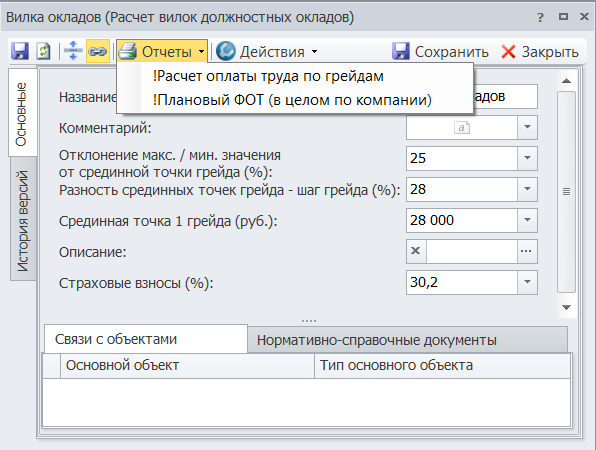 Вилка окладов (Расчет вилок должностных окладов)
Отчеты
Действия
Сохранить
Закрыть
!Расчет оплаты труда по грейдам
!Плановый ФОТ (в целом по компании)
Основные
История версий
Название
адов
Комментарий:
Отклонение макс. / мин. значения
от срединной точки грейда (%):
25
Разность срединных точек грейда - шаг грейда (%):
28
Срединная точка 1 грейда (руб.):
28 000
Описание:
Страховые взносы (%):
30,2
Связи с объектами
Нормативно-справочные документы
Основной объект
Тип основного объекта